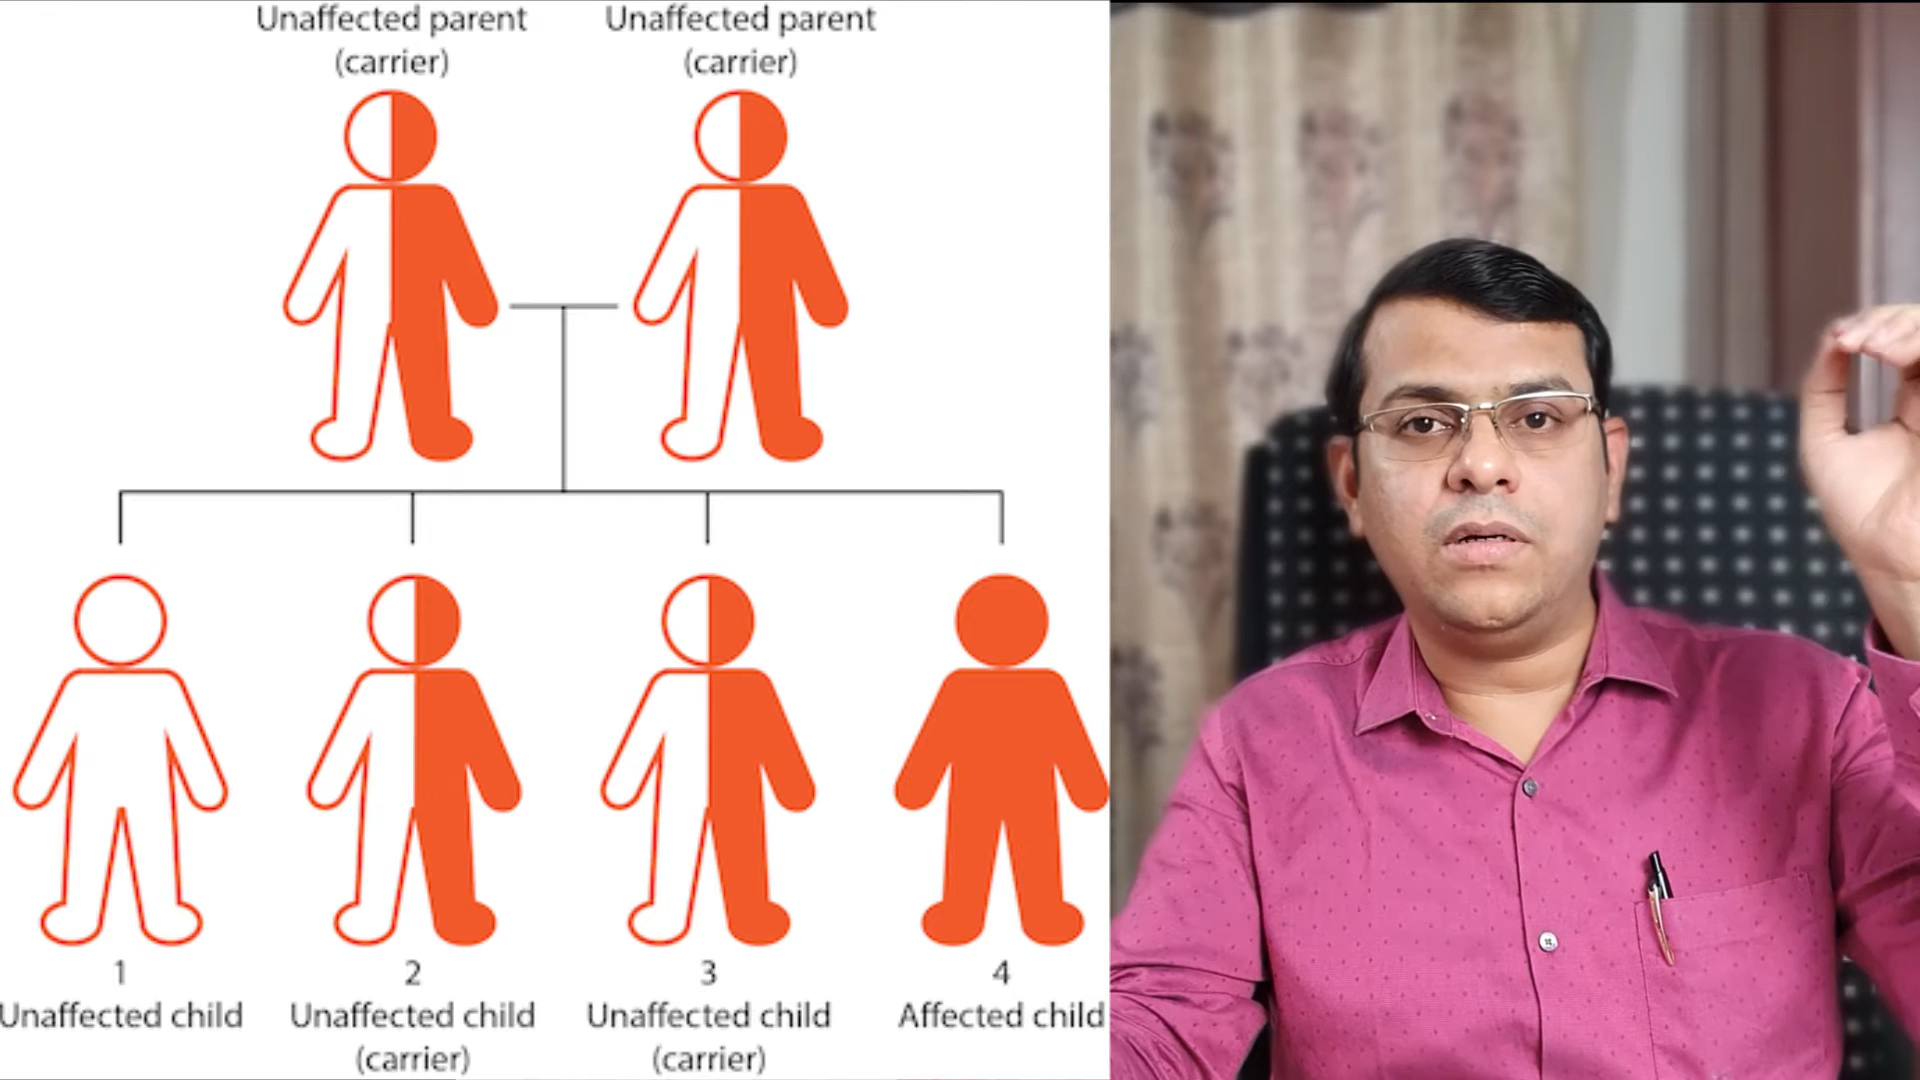 Unaffected parent
(carrier)
Unaffected parent
(carrier)
1
Unaffected child
2
Unaffected child
(carrier)
3
Unaffected child
(carrier)
4
Affected child